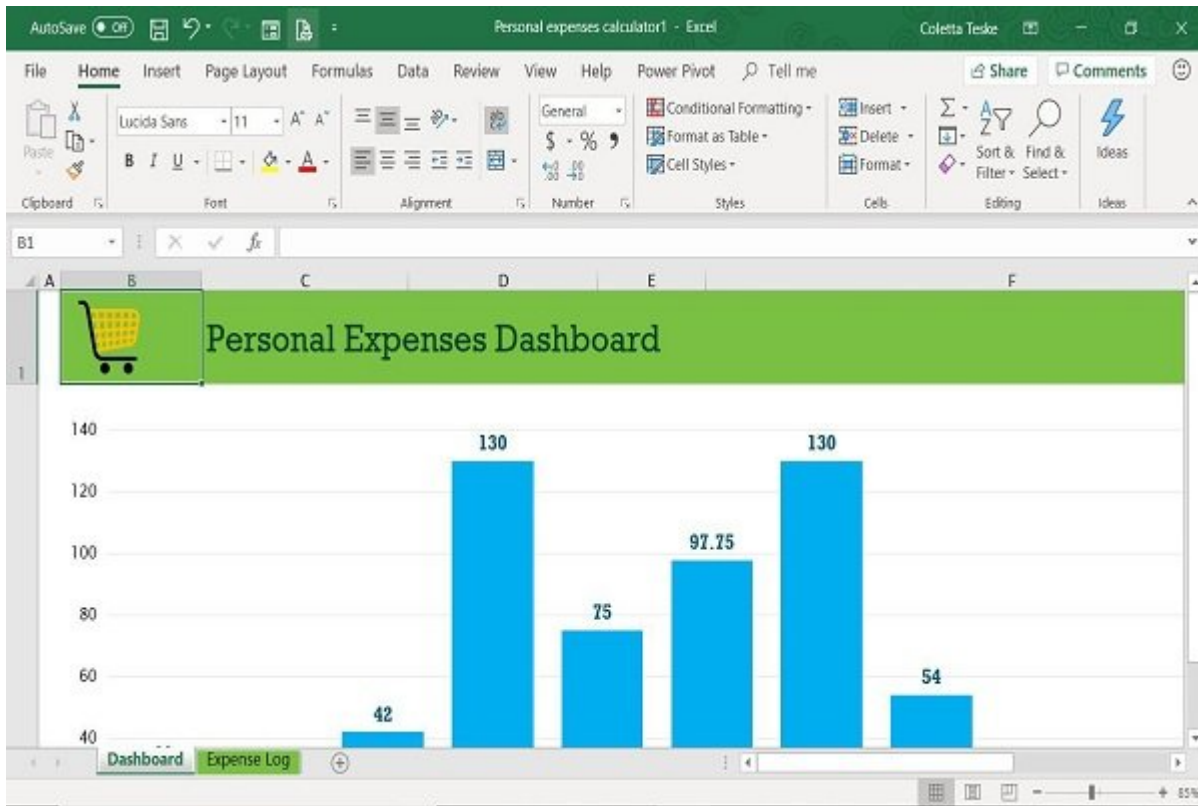 AutoSave Off Personal expenses calculator1 - Excel Coletta Teske
File Home Insert Page Layout Formulas Data Review View Help Power Pivot Tell me Share Comments
Paste
Clipboard
Lucida Sans 11 A A
B I U A
Font
Alignment
General
$ % ,
Number
Conditional Formatting
Format as Table
Cell Styles
Styles
Insert
Delete
Format
Cells
Σ
Sort & Filter
Find & Select
Editing
Ideas
Ideas
B1 fx
A B C D E F
1
Personal Expenses Dashboard
140
120
100
80
60
40
42
130
75
97.75
130
54
Dashboard Expense Log
85%